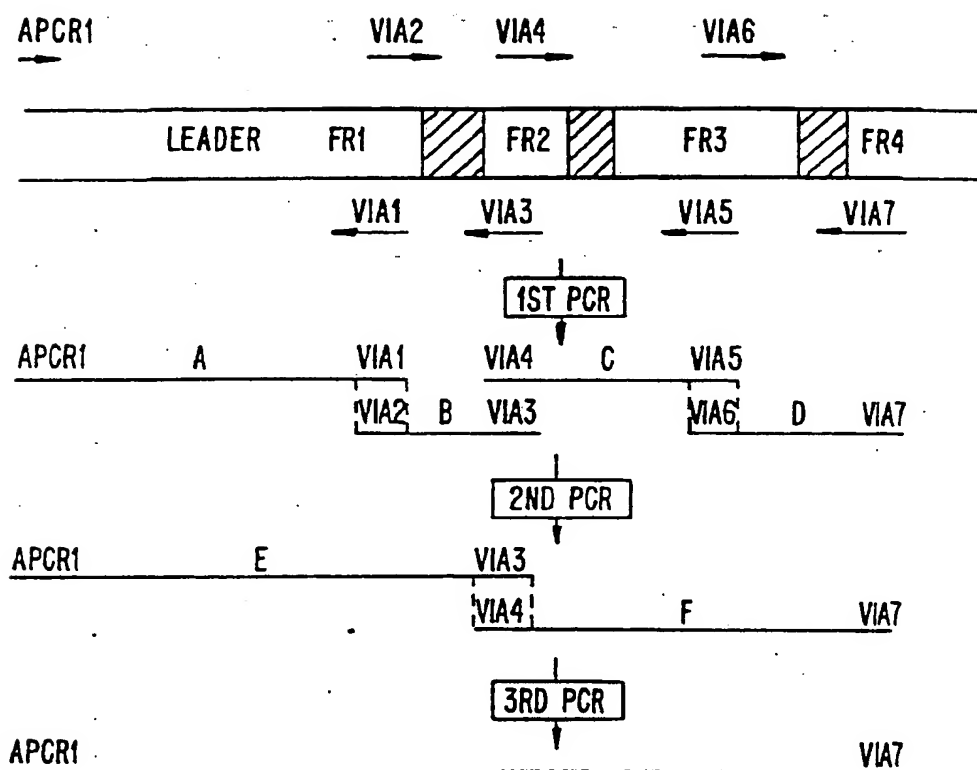 APCR1 VIA2 VIA4 VIA6
LEADER FR1 FR2 FR3 FR4
VIA1 VIA3 VIA5 VIA7
1ST PCR
APCR1 A VIA1 VIA4 C VIA5
VIA2 B VIA3 VIA6 D VIA7
2ND PCR
APCR1 E VIA3
VIA4 F VIA7
3RD PCR
APCR1 VIA7